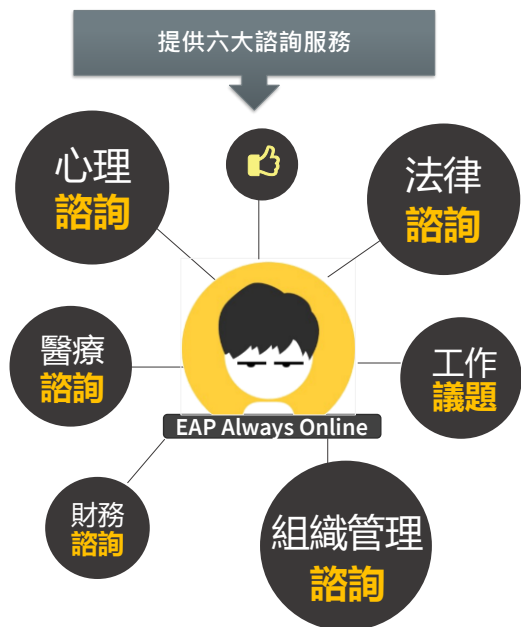 提供六大諮詢服務
心理
諮詢
法律
諮詢
醫療
諮詢
工作
議題
EAP Always Online
財務
諮詢
組織管理
諮詢